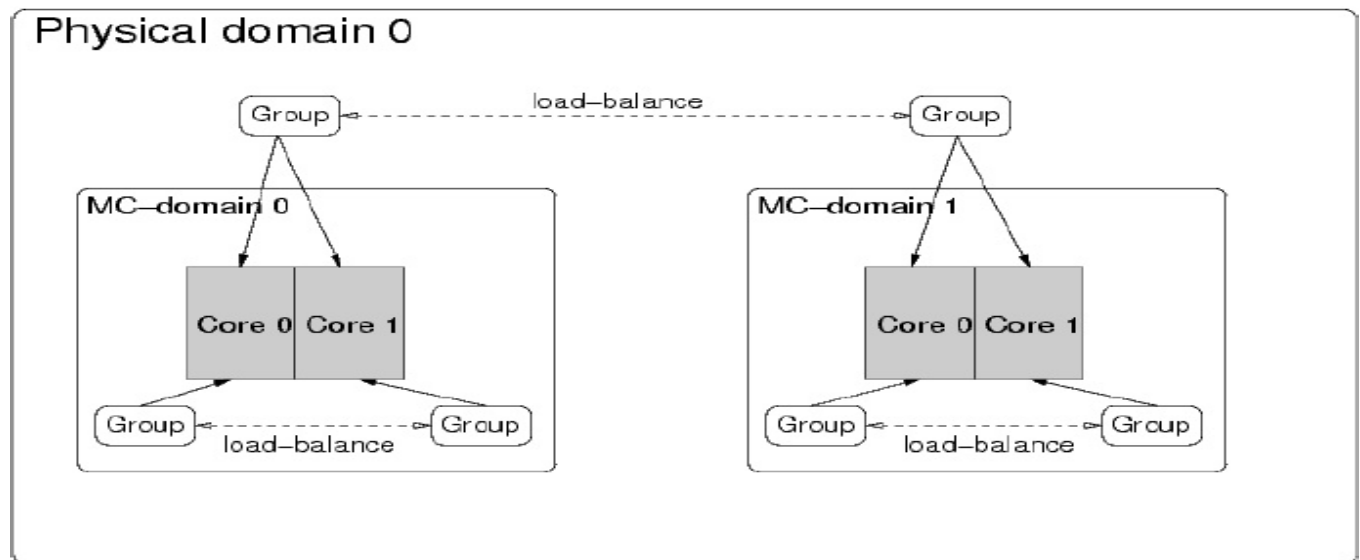 Physical domain 0
load-balance
Group
Group
MC-domain 0
MC-domain 1
Core 0
Core 1
Core 0
Core 1
Group
Group
load-balance
Group
Group
load-balance